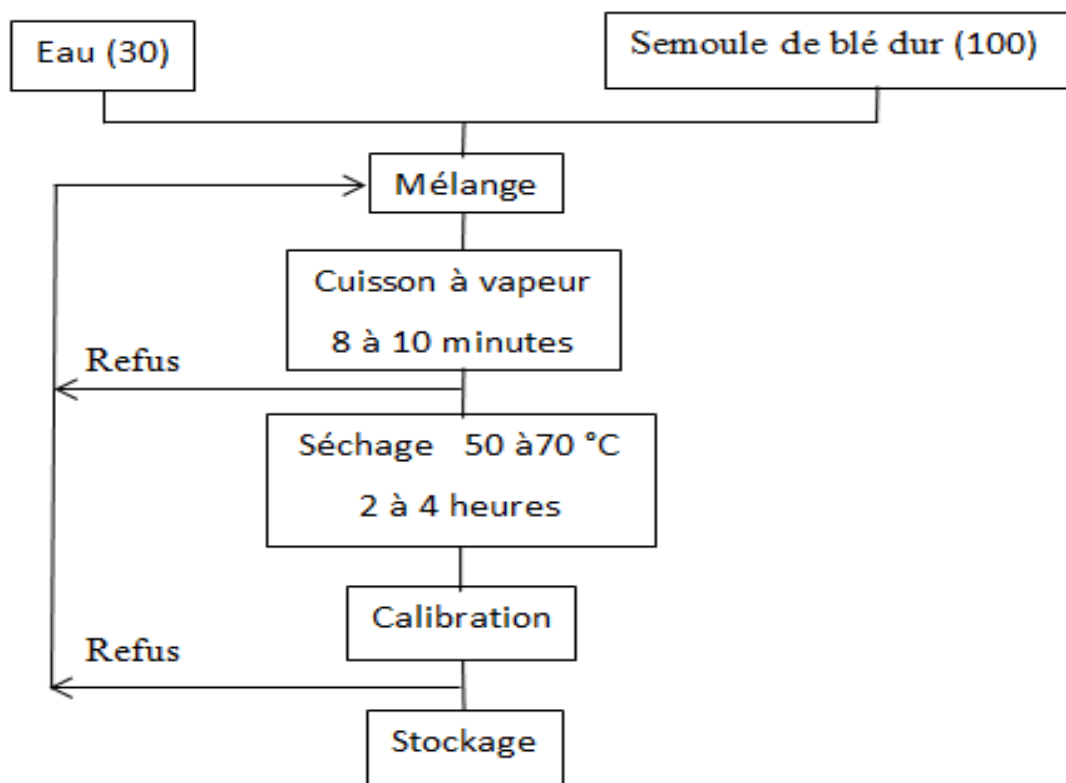 Eau (30)
Semoule de blé dur (100)
Mélange
Cuisson à vapeur
8 à 10 minutes
Refus
Séchage 50 à70 °C
2 à 4 heures
Calibration
Refus
Stockage